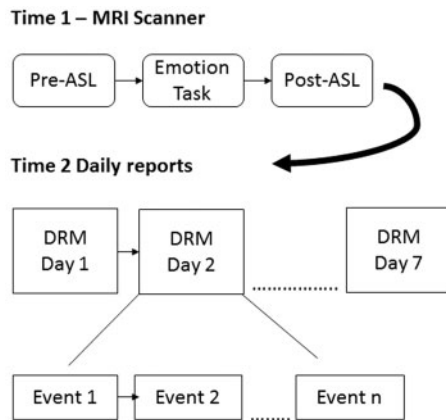 Time 1 – MRI Scanner
Pre-ASL
Emotion
Task
Post-ASL
Time 2 Daily reports
DRM
Day 1
DRM
Day 2
DRM
Day 7
Event 1
Event 2
Event n